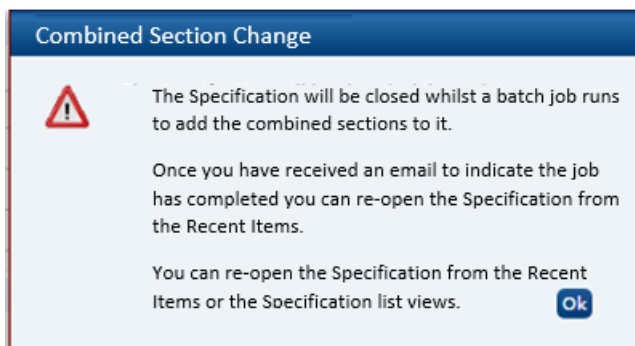 Combined Section Change
The Specification will be closed whilst a batch job runs
to add the combined sections to it.
Once you have received an email to indicate the job
has completed you can re-open the Specification from
the Recent Items.
You can re-open the Specification from the Recent
Items or the Specification list views.
Ok